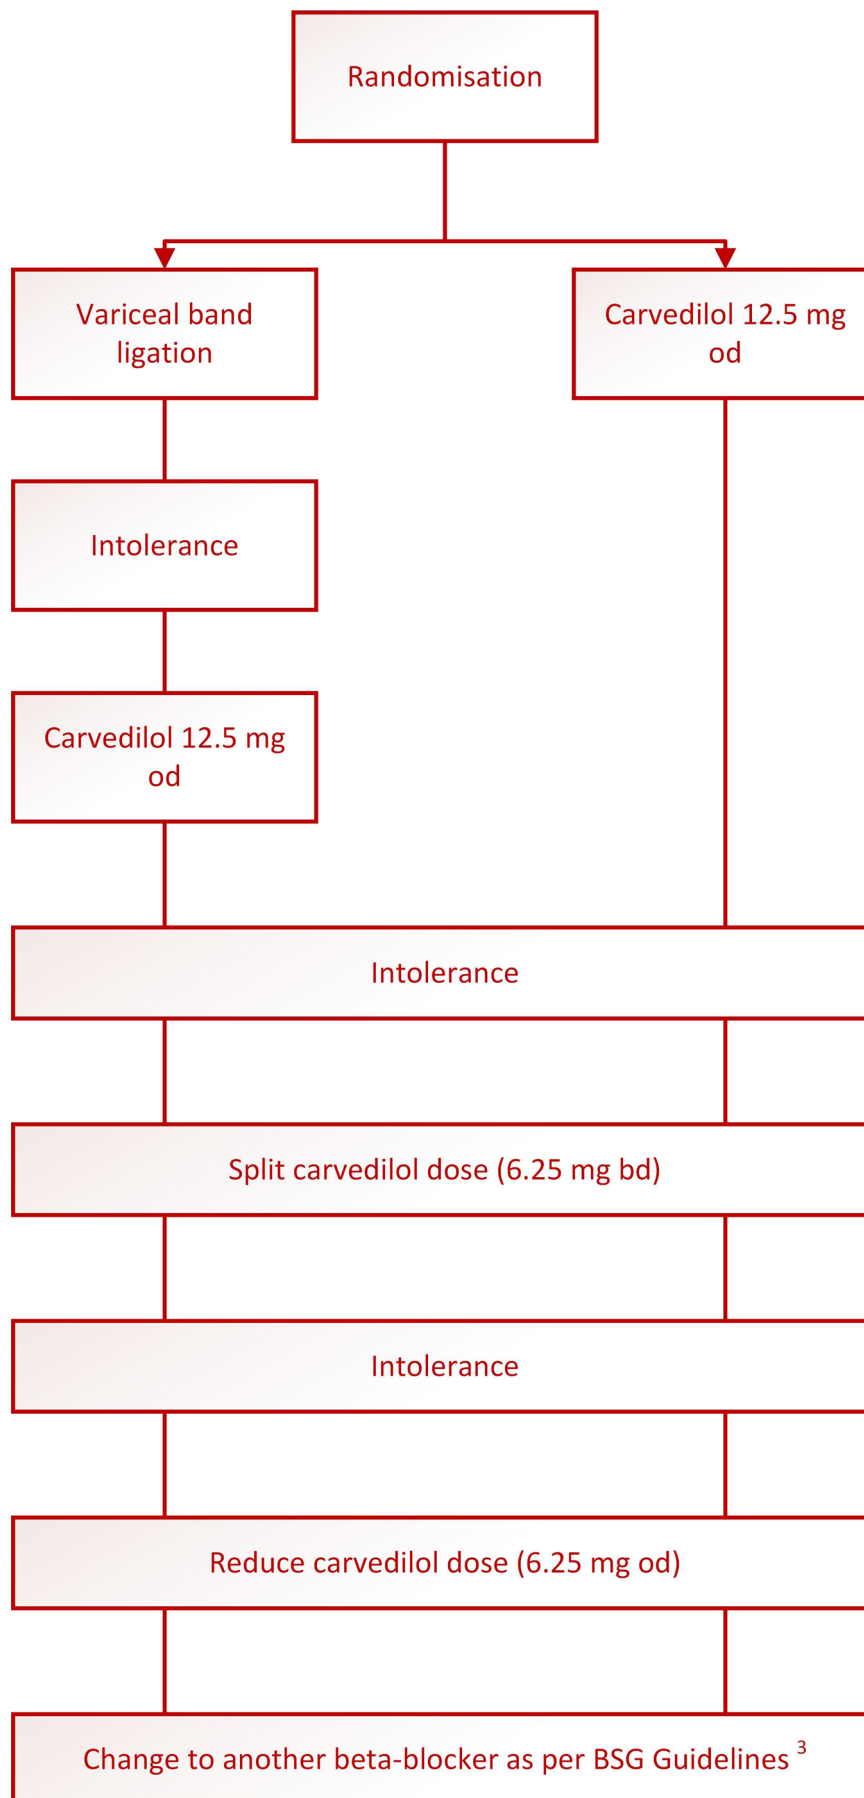 Randomisation
Variceal band
ligation
Carvedilol 12.5 mg
od
Intolerance
Carvedilol 12.5 mg
od
Intolerance
Split carvedilol dose (6.25 mg bd)
Intolerance
Reduce carvedilol dose (6.25 mg od)
Change to another beta-blocker as per BSG Guidelines 3